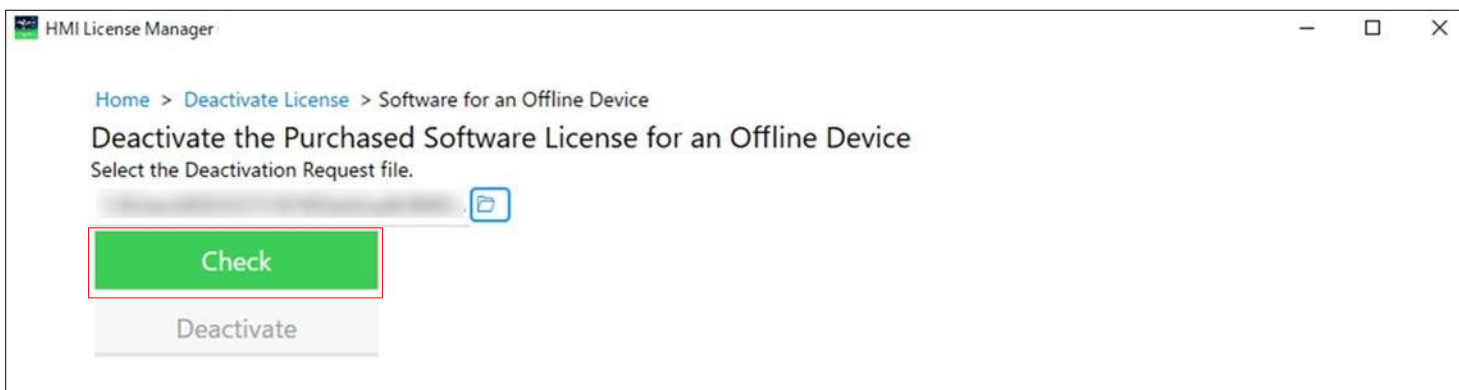 HMI License Manager
Home > Deactivate License > Software for an Offline Device
Deactivate the Purchased Software License for an Offline Device
Select the Deactivation Request file.
Check
Deactivate